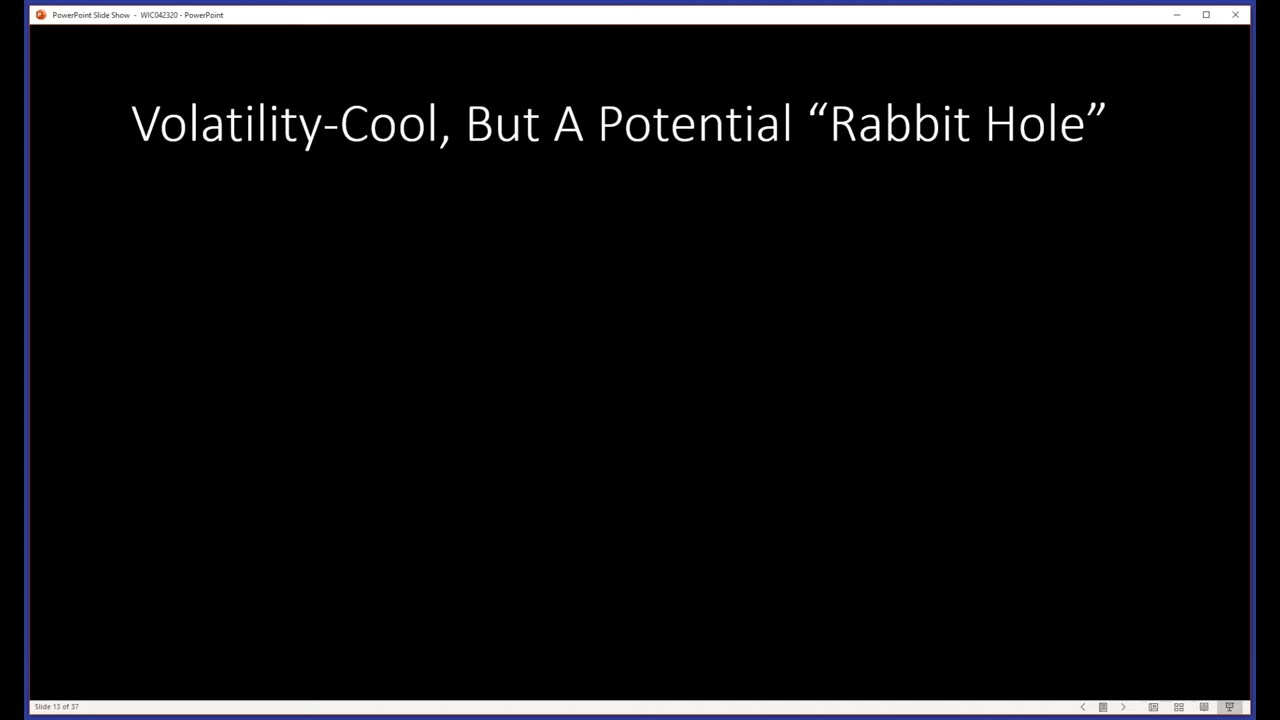 PowerPoint Slide Show - WIC042320 - PowerPoint
Volatility-Cool, But A Potential “Rabbit Hole”
Slide 13 of 37